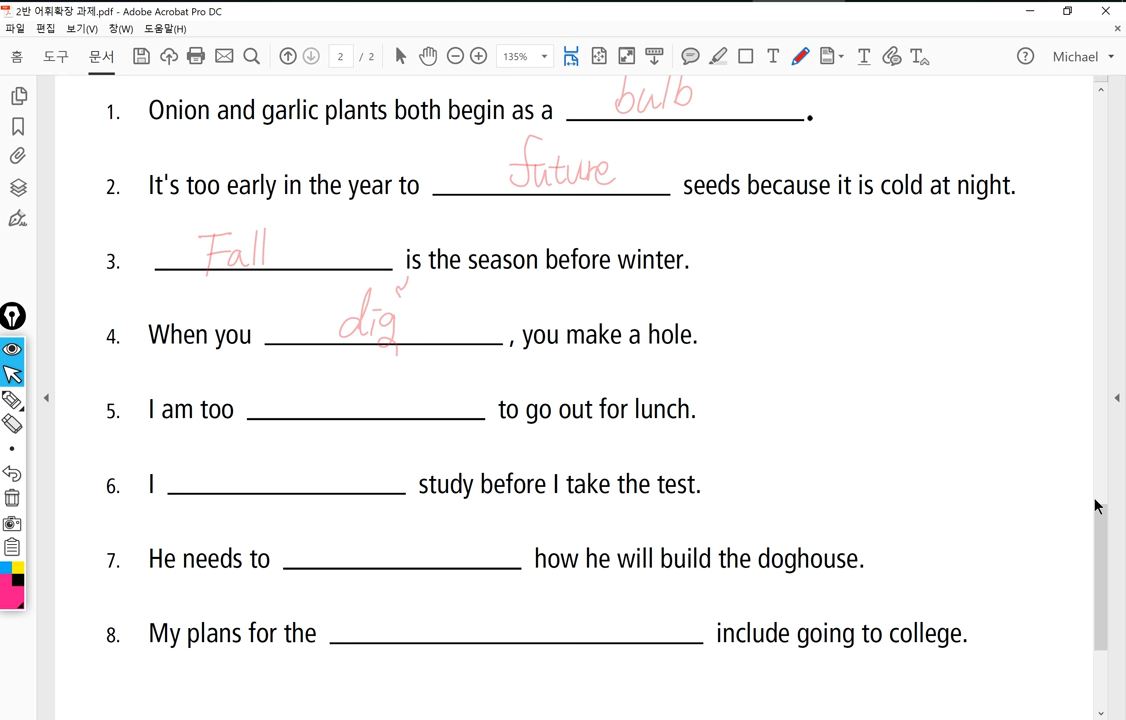 2반 어휘확장 과제.pdf - Adobe Acrobat Pro DC
파일 편집 보기(V) 창(W) 도움말(H)
홈 도구 문서 2 / 2 135% Michael
1. Onion and garlic plants both begin as a bulb.
2. It's too early in the year to future seeds because it is cold at night.
3. Fall is the season before winter.
4. When you dig, you make a hole.
5. I am too ________ to go out for lunch.
6. I ________ study before I take the test.
7. He needs to ________ how he will build the doghouse.
8. My plans for the ________ include going to college.